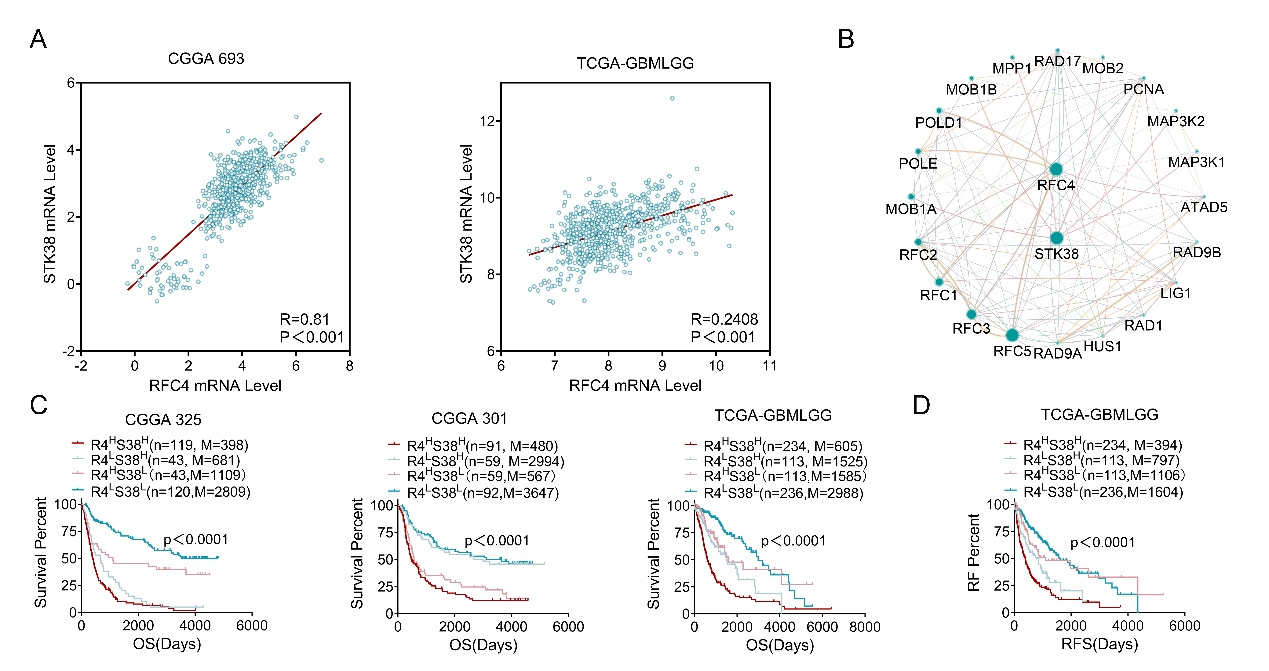 A
CGGA 693
STK38 mRNA Level
6
4
2
0
-2
-2 0 2 4 6 8
RFC4 mRNA Level
R=0.81
P<0.001
TCGA-GBMLGG
STK38 mRNA Level
12
10
8
6
6 7 8 9 10 11
RFC4 mRNA Level
R=0.2408
P<0.001
B
RAD17
MPP1
MOB2
MOB1B
PCNA
POLD1
MAP3K2
POLE
MAP3K1
RFC4
MOB1A
ATAD5
STK38
RFC2
RAD9B
RFC1
LIG1
RFC3
RAD1
RFC5
RAD9A
HUS1
C
CGGA 325
R4HS38H(n=119, M=398)
R4LS38H(n=43, M=681)
R4HS38L(n=43,M=1109)
R4LS38L(n=120,M=2809)
Survival Percent
100
75
50
25
0
p<0.0001
0 2000 4000 6000
OS(Days)
CGGA 301
R4HS38H(n=91, M=480)
R4LS38H(n=59, M=2994)
R4HS38L(n=59,M=567)
R4LS38L(n=92,M=3647)
Survival Percent
100
75
50
25
0
p<0.0001
0 2000 4000 6000
OS(Days)
TCGA-GBMLGG
R4HS38H(n=234, M=605)
R4LS38H(n=113, M=1525)
R4HS38L(n=113,M=1585)
R4LS38L(n=236,M=2988)
Survival Percent
100
75
50
25
0
p<0.0001
0 2000 4000 6000 8000
OS(Days)
D
TCGA-GBMLGG
R4HS38H(n=234, M=394)
R4LS38H(n=113, M=797)
R4HS38L(n=113,M=1106)
R4LS38L(n=236,M=1604)
RF Percent
100
75
50
25
0
p<0.0001
0 2000 4000 6000
RFS(Days)